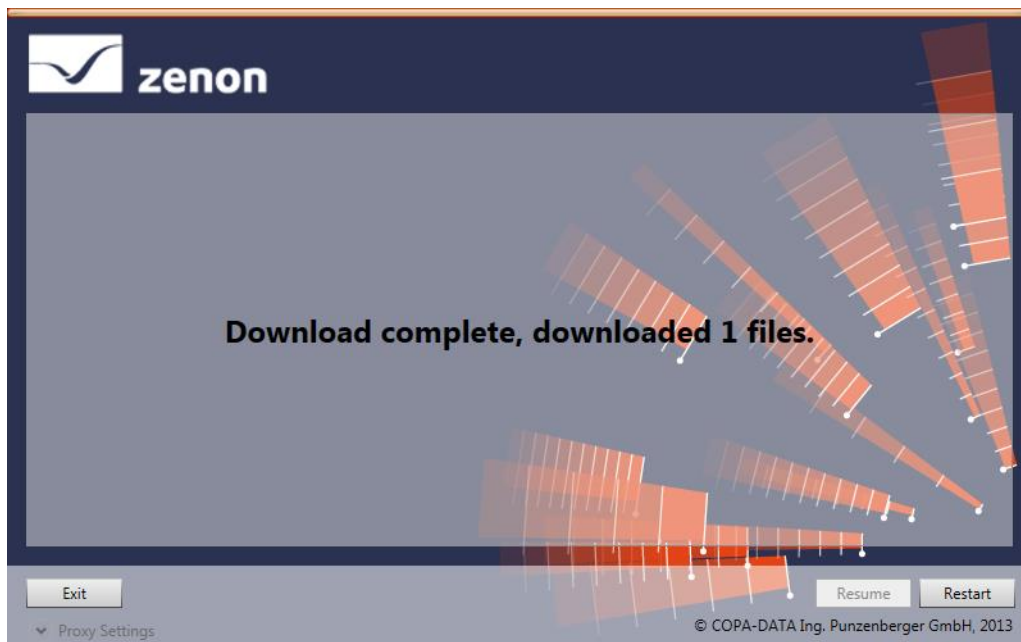 zenon
Download complete, downloaded 1 files.
Exit
Resume
Restart
Proxy Settings
© COPA-DATA Ing. Punzenberger GmbH, 2013